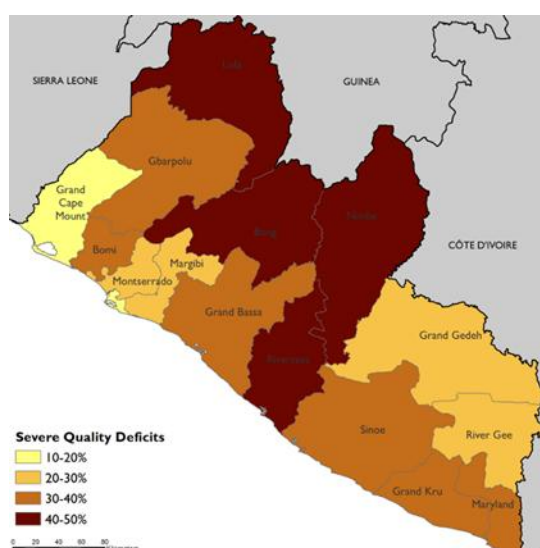 Lofa
SIERRA LEONE
GUINEA
Gbarpolu
Grand
Cape
Mount
Nimba
Bong
CÔTE D'IVOIRE
Bomi
Margibi
Montserrado
Grand Bassa
Grand Gedeh
Rivercess
Sinoe
River Gee
Severe Quality Deficits
10-20%
20-30%
30-40%
40-50%
Grand Kru
Maryland
0 10 20 40 60 80